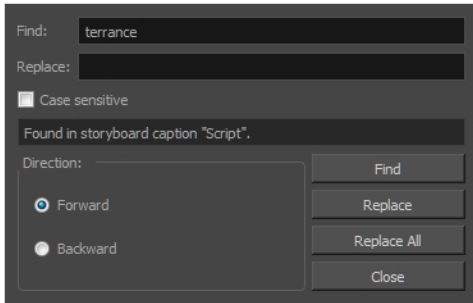 Find: terrance
Replace:
Case sensitive
Found in storyboard caption "Script".
Direction:
Forward
Backward
Find
Replace
Replace All
Close